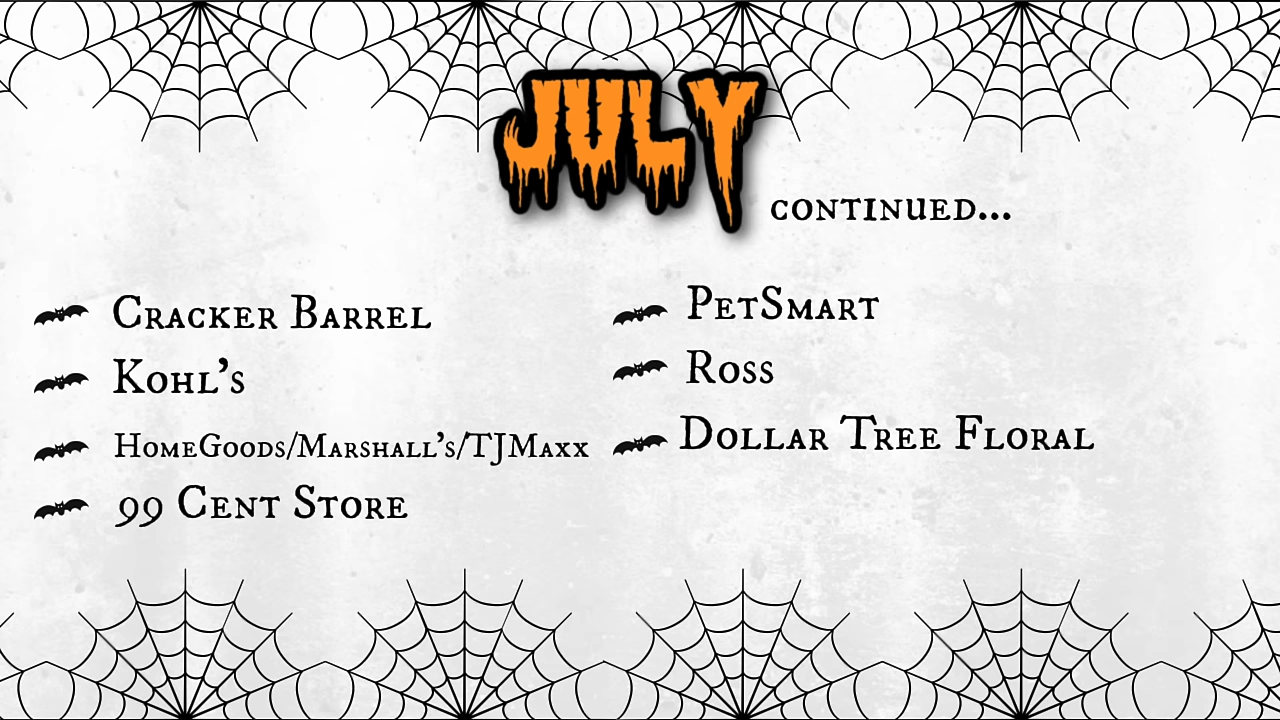 JULY
CONTINUED...
CRACKER BARREL
KOHL'S
HOMEGOODS/MARSHALL'S/TJMAXX
99 CENT STORE
PETSMART
ROSS
DOLLAR TREE FLORAL